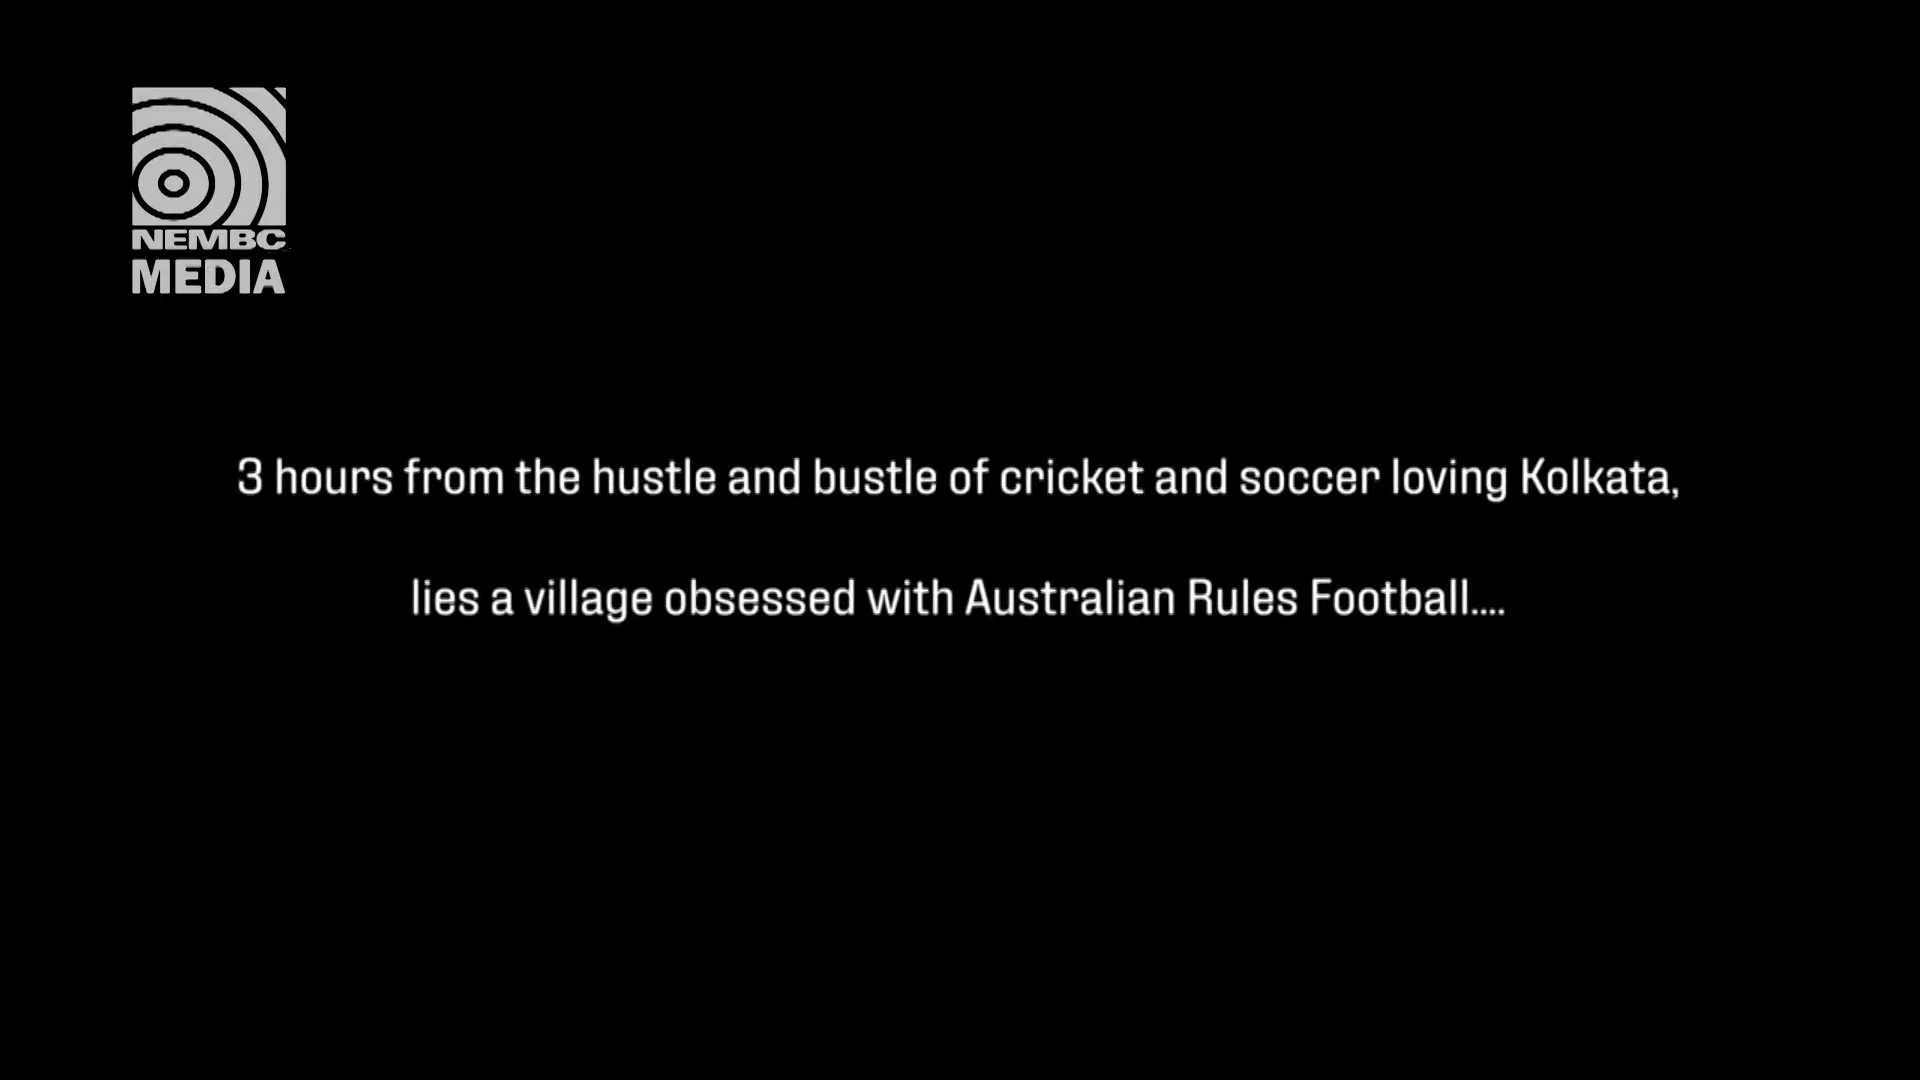 NEMBC
MEDIA
3 hours from the hustle and bustle of cricket and soccer loving Kolkata,
lies a village obsessed with Australian Rules Football....